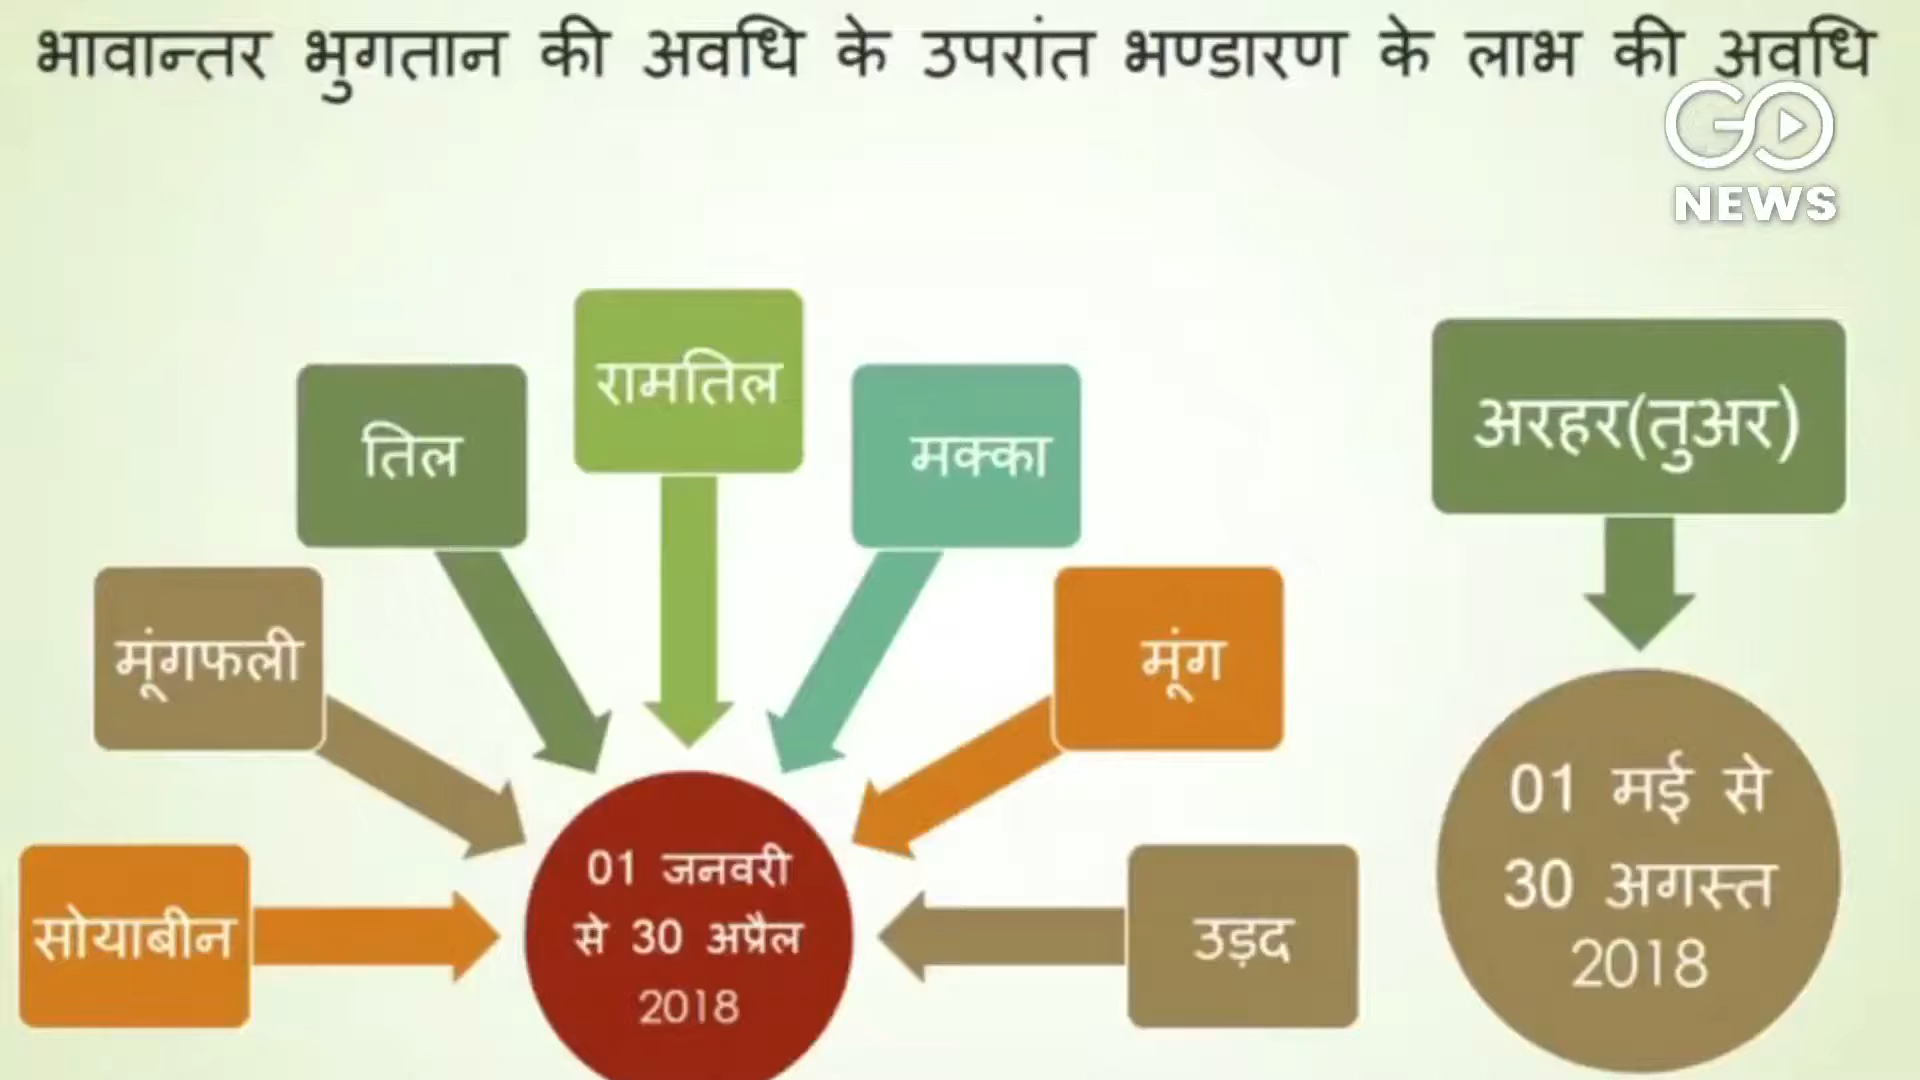 भावान्तर भुगतान की अवधि के उपरांत भण्डारण के लाभ की अवधि
GO
NEWS
रामतिल
तिल
मक्का
अरहर(तुअर)
मूंगफली
मूंग
सोयाबीन
उड़द
01 जनवरी
से 30 अप्रैल
2018
01 मई से
30 अगस्त
2018